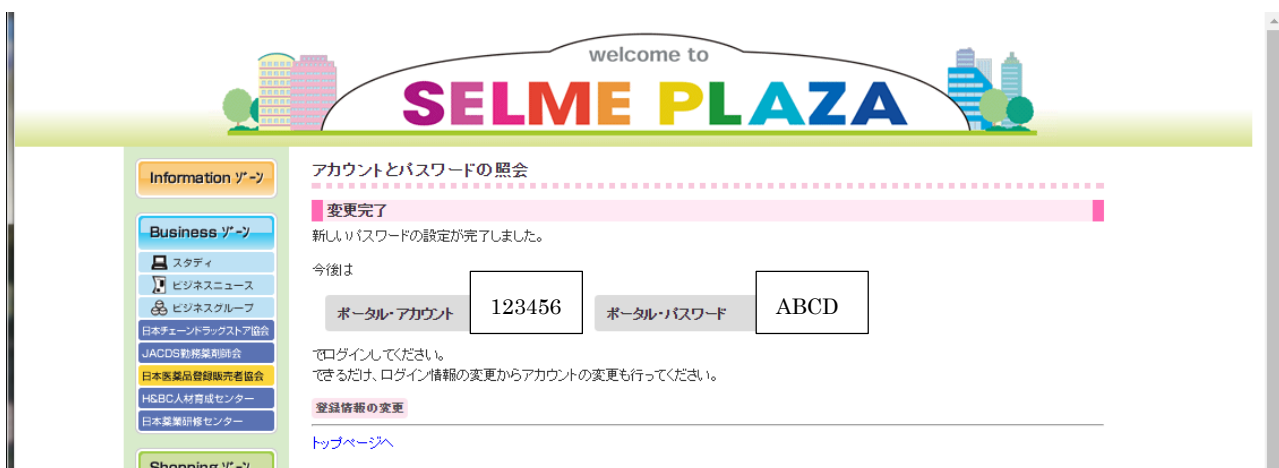 welcome to
SELME PLAZA
Information ゾーン
アカウントとパスワードの照会
変更完了
Business ゾーン
新しいパスワードの設定が完了しました。
スタディ
今後は
ビジネスニュース
ビジネスグループ
ポータル・アカウント 123456 ポータル・パスワード ABCD
日本チェーンドラッグストア協会
JACDS勤務薬剤師会
でログインしてください。
日本医薬品登録販売者協会
できるだけ、ログイン情報の変更からアカウントの変更も行ってください。
H&BC人材育成センター
登録情報の変更
日本薬業研修センター
トップページへ
Shopping ゾーン